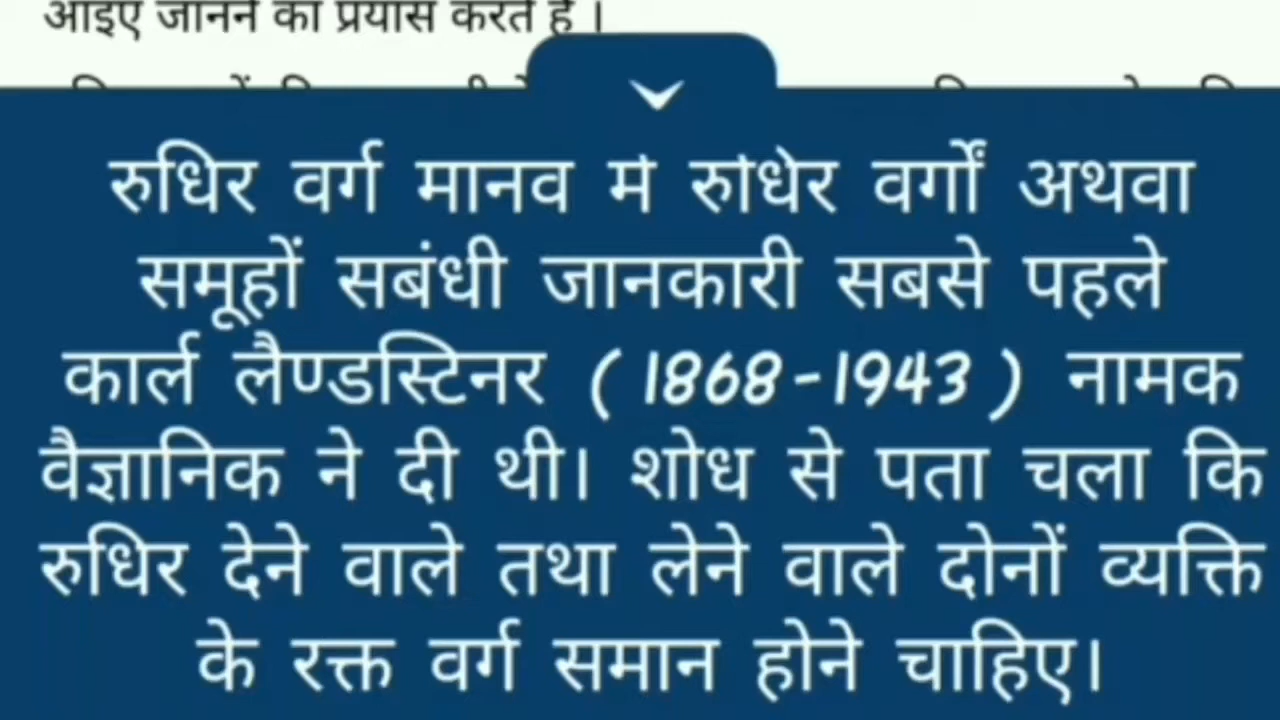 आइए जानने का प्रयास करते हैं ।
रुधिर वर्ग मानव में रुधिर वर्गों अथवा
समूहों सबंधी जानकारी सबसे पहले
कार्ल लैण्डस्टिनर ( 1868-1943 ) नामक
वैज्ञानिक ने दी थी। शोध से पता चला कि
रुधिर देने वाले तथा लेने वाले दोनों व्यक्ति
के रक्त वर्ग समान होने चाहिए।